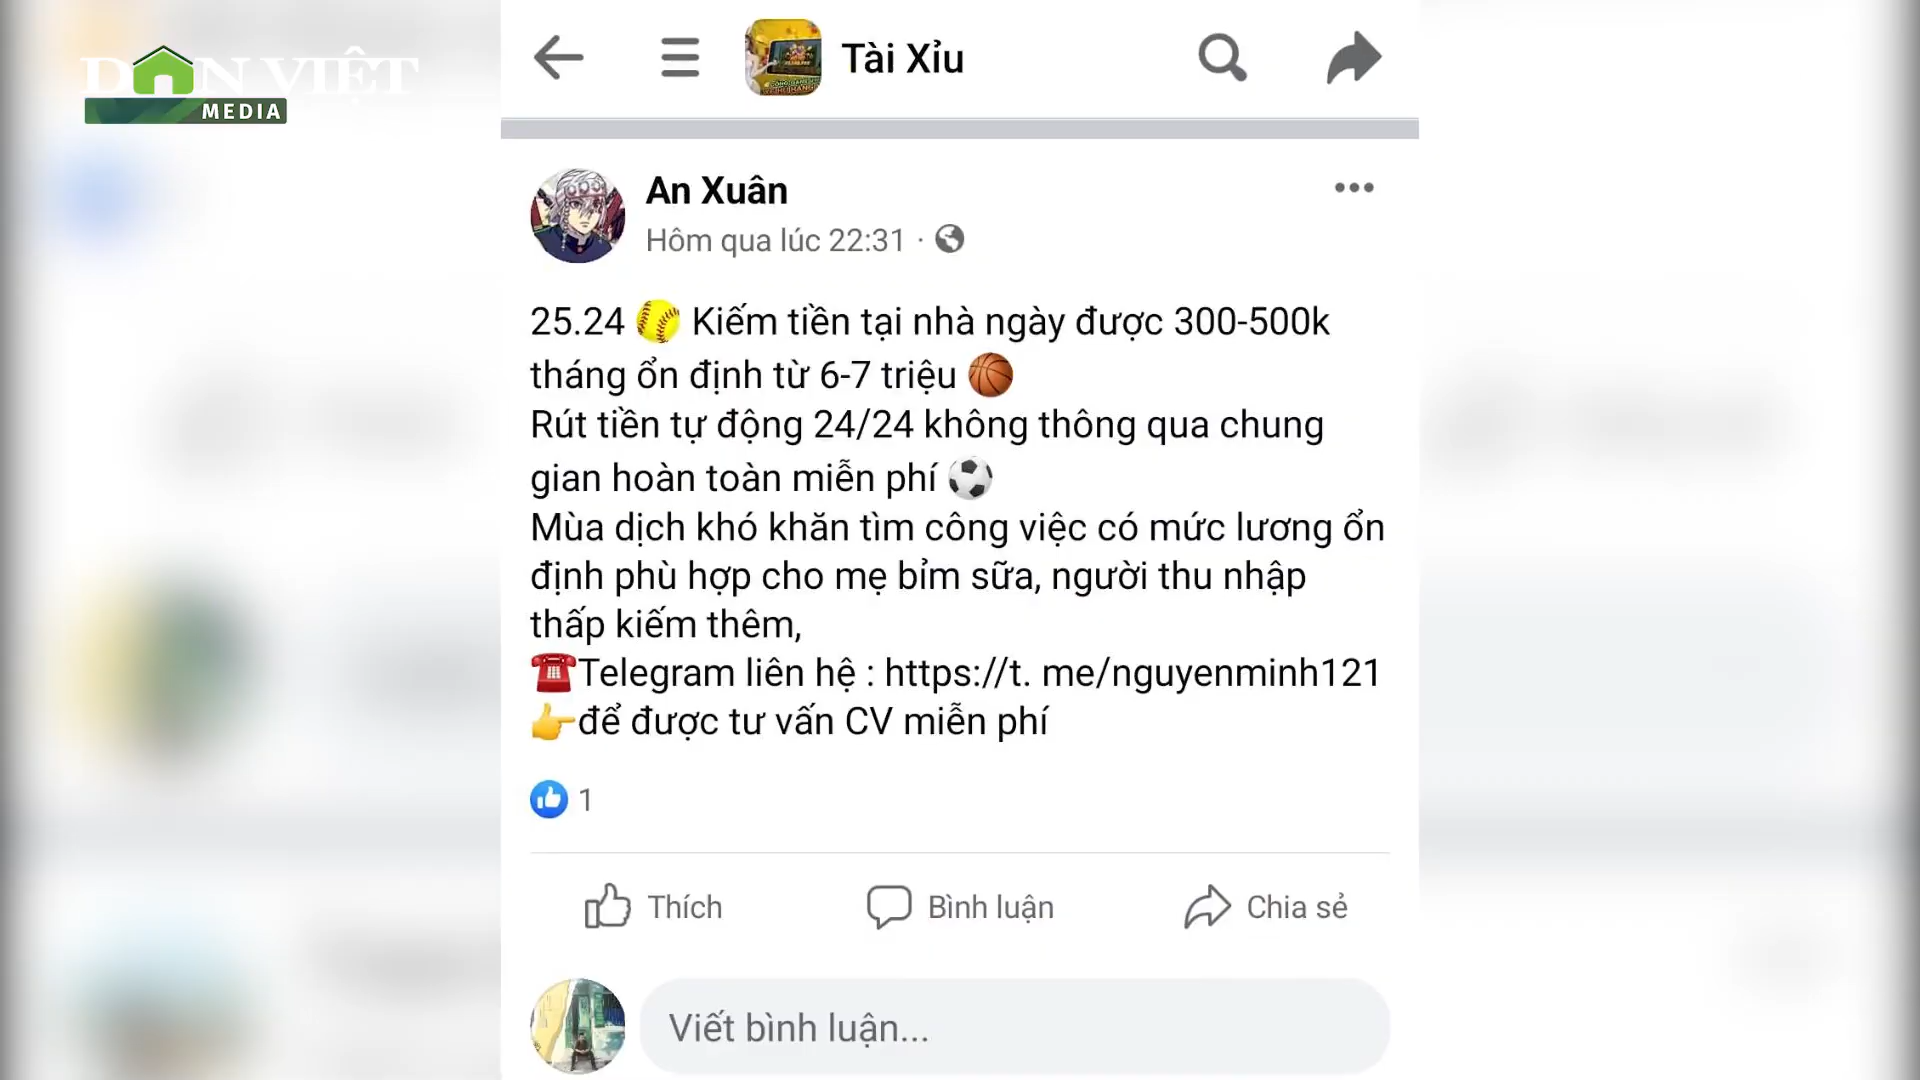 DÂN VIỆT
MEDIA
Tài Xỉu
An Xuân
Hôm qua lúc 22:31 ·
25.24 🥎 Kiếm tiền tại nhà ngày được 300-500k
tháng ổn định từ 6-7 triệu 🏀
Rút tiền tự động 24/24 không thông qua chung
gian hoàn toàn miễn phí ⚽
Mùa dịch khó khăn tìm công việc có mức lương ổn
định phù hợp cho mẹ bỉm sữa, người thu nhập
thấp kiếm thêm,
☎️Telegram liên hệ : https://t. me/nguyenminh121
👉để được tư vấn CV miễn phí
1
Thích
Bình luận
Chia sẻ
Viết bình luận...